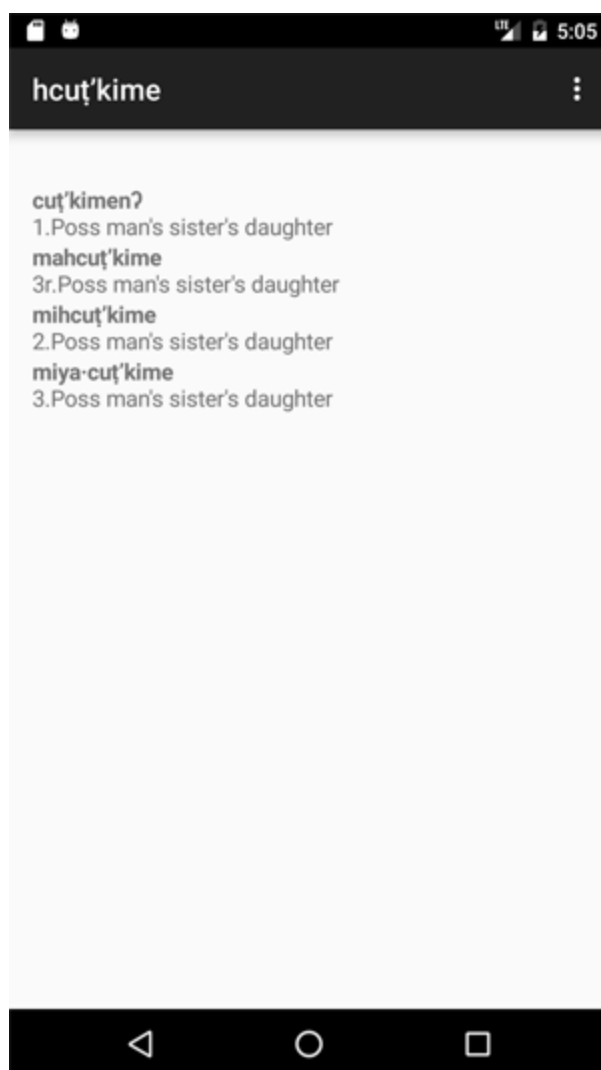 LTE 5:05
hcuṭ’kime
cuṭ’kimenʔ
1.Poss man's sister's daughter
mahcuṭ’kime
3r.Poss man's sister's daughter
mihcuṭ’kime
2.Poss man's sister's daughter
miya·cuṭ’kime
3.Poss man's sister's daughter